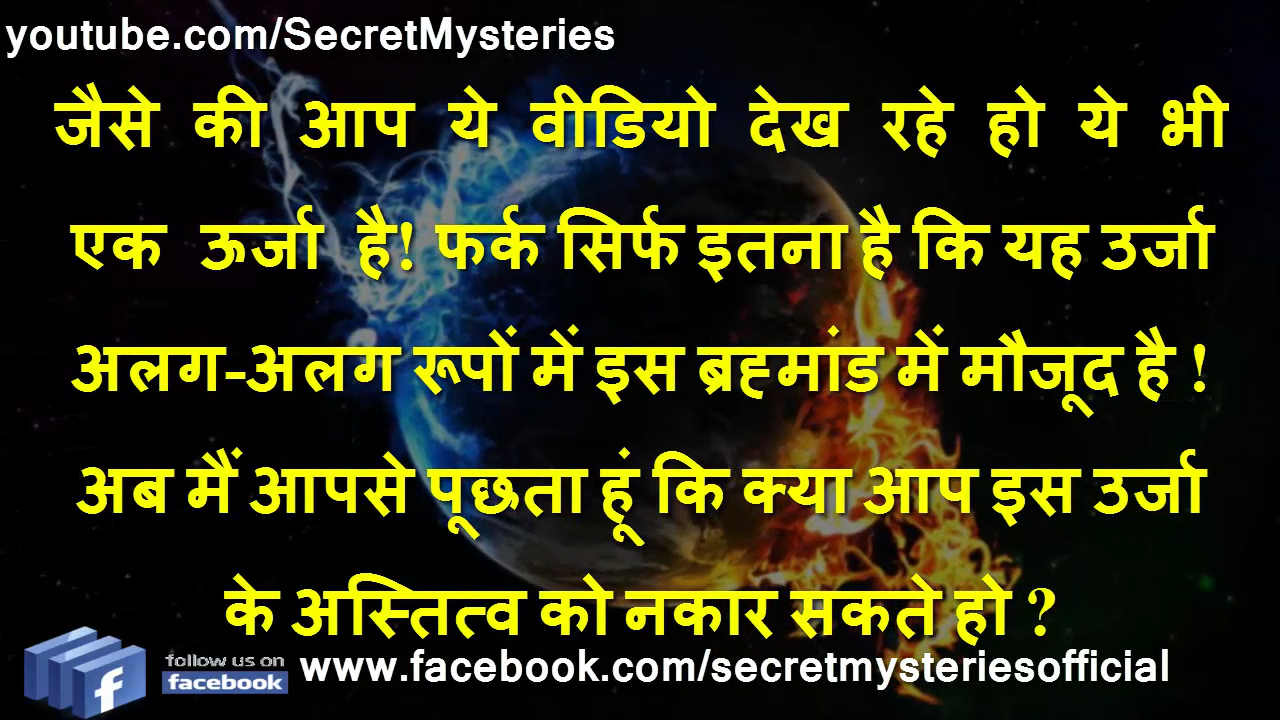 youtube.com/SecretMysteries
जैसे की आप ये वीडियो देख रहे हो ये भी
एक ऊर्जा है! फर्क सिर्फ इतना है कि यह उर्जा
अलग-अलग रूपों में इस ब्रह्मांड में मौजूद है !
अब मैं आपसे पूछता हूं कि क्या आप इस उर्जा
के अस्तित्व को नकार सकते हो ?
f
follow us on
facebook
www.facebook.com/secretmysteriesofficial